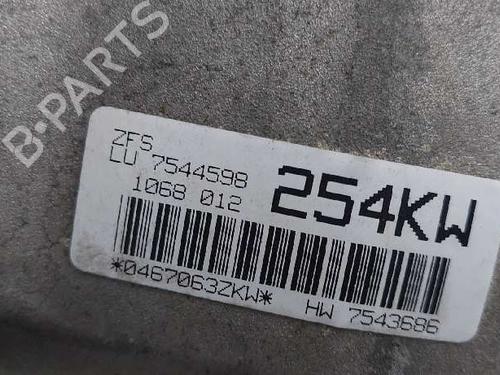 B-PARTS
ZFS
LU 7544598
1068 012
254KW
*0467063ZKW*
HW 7543686